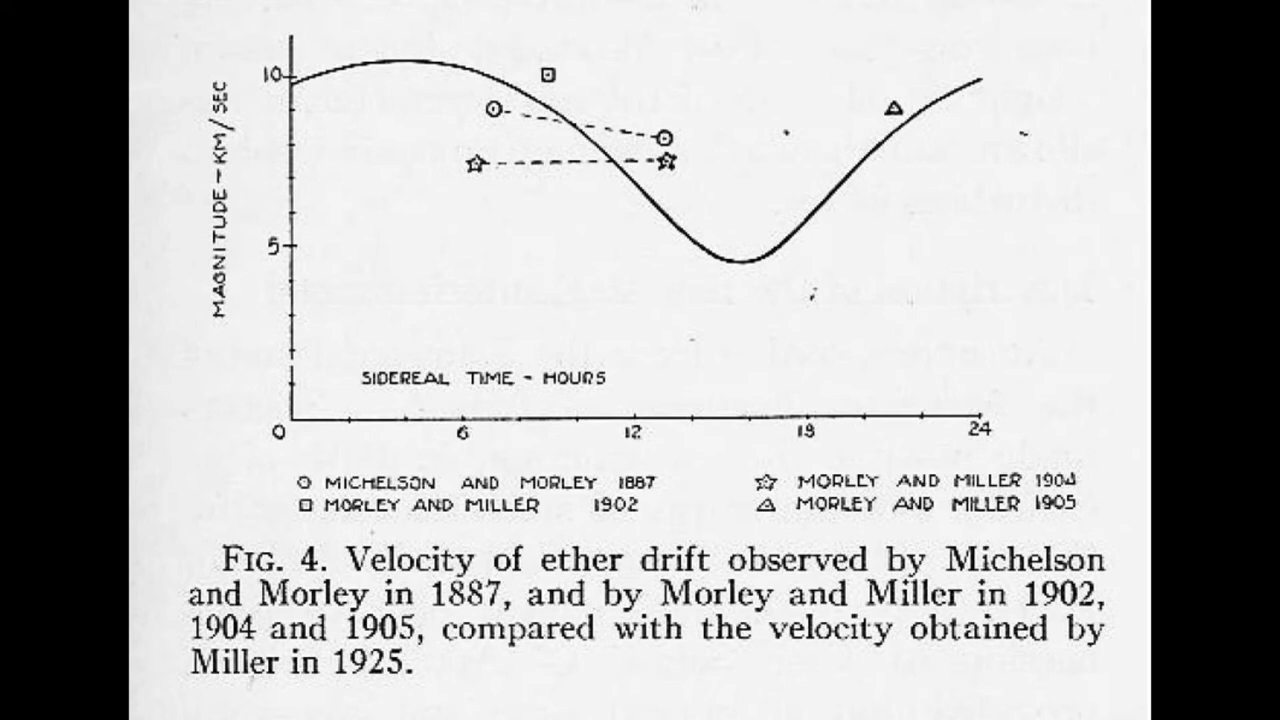 MAGNITUDE – KM/SEC
10
5
SIDEREAL TIME - HOURS
0 6 12 18 24
MICHELSON AND MORLEY 1887
MORLEY AND MILLER 1902
MORLEY AND MILLER 1904
MORLEY AND MILLER 1905
FIG. 4. Velocity of ether drift observed by Michelson
and Morley in 1887, and by Morley and Miller in 1902,
1904 and 1905, compared with the velocity obtained by
Miller in 1925.